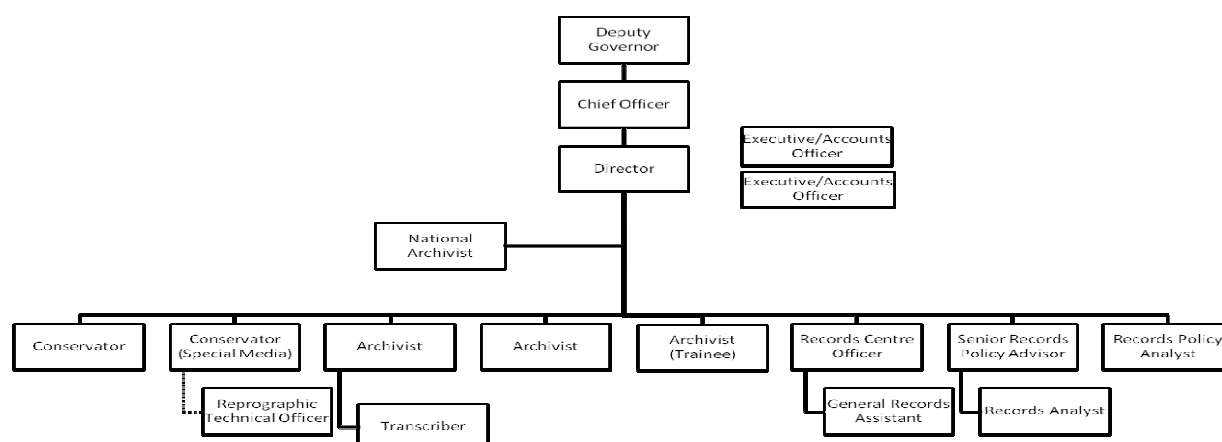 Deputy
Governor
Chief Officer
Executive/Accounts
Officer
Director
Executive/Accounts
Officer
National
Archivist
Conservator
Conservator
(Special Media)
Archivist
Archivist
Archivist
(Trainee)
Records Centre
Officer
Senior Records
Policy Advisor
Records Policy
Analyst
Reprographic
Technical Officer
Transcriber
General Records
Assistant
Records Analyst